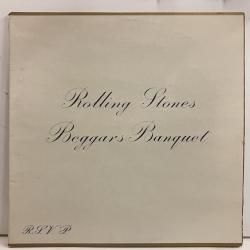 Rolling Stones
Beggars Banquet
R.S.V.P.